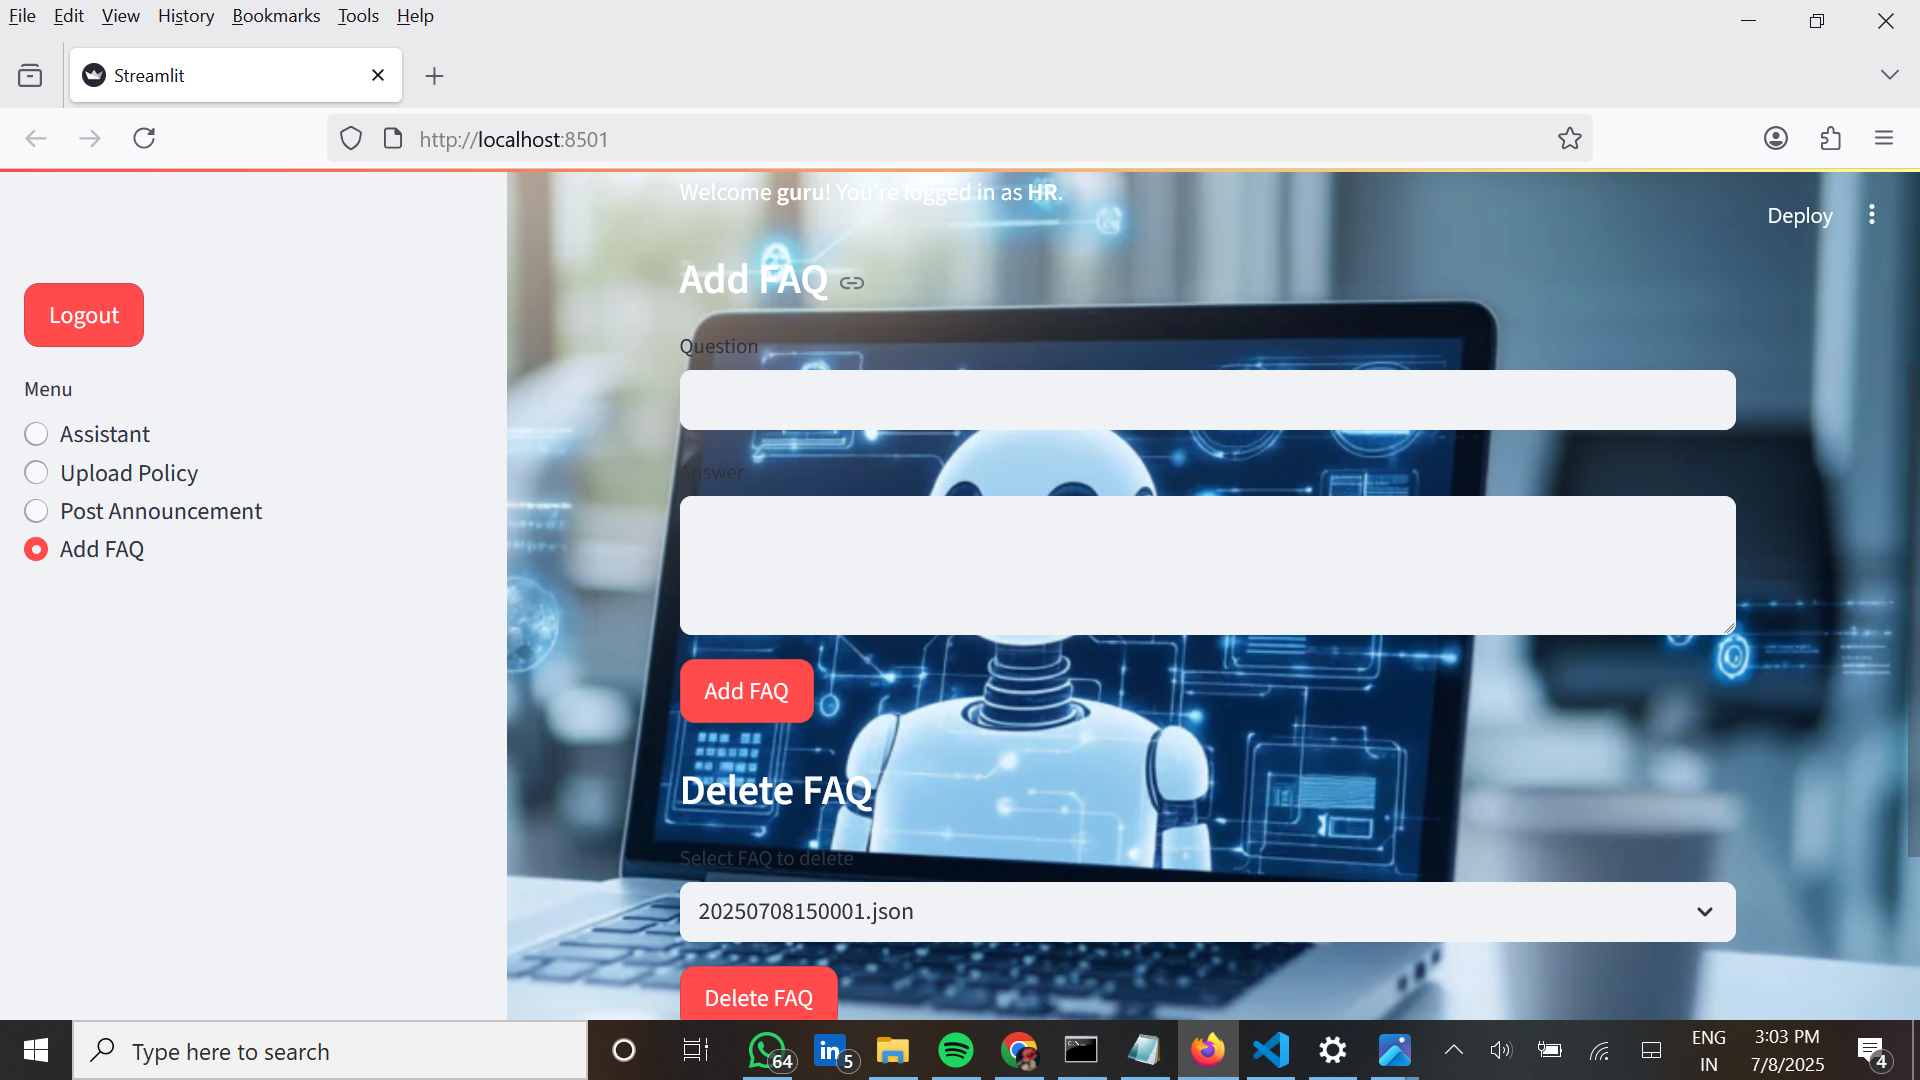 File Edit View History Bookmarks Tools Help
Streamlit
http://localhost:8501
Welcome guru! You're logged in as HR.
Deploy
Logout
Menu
Assistant
Upload Policy
Post Announcement
Add FAQ
Add FAQ
Question
Answer
Add FAQ
Delete FAQ
Select FAQ to delete
20250708150001.json
Delete FAQ
Type here to search
64
in 5
ENG
IN
3:03 PM
7/8/2025
4